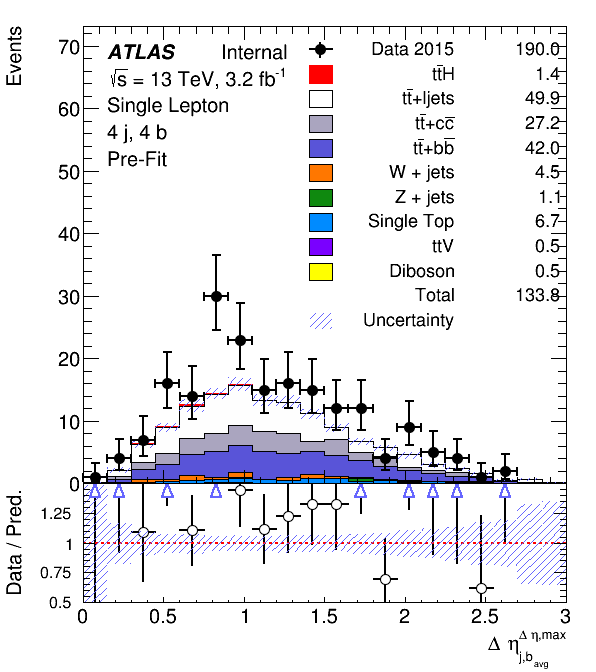 Events
70
60
50
40
30
20
10
0
ATLAS Internal
√s = 13 TeV, 3.2 fb⁻¹
Single Lepton
4 j, 4 b
Pre-Fit
Data 2015 190.0
tt̄H 1.4
tt̄+ljets 49.9
tt̄+cc̄ 27.2
tt̄+bb̄ 42.0
W + jets 4.5
Z + jets 1.1
Single Top 6.7
ttV 0.5
Diboson 0.5
Total 133.8
Uncertainty
Data / Pred.
1.25
1
0.75
0.5
0 0.5 1 1.5 2 2.5 3
Δ η j,b avg Δ η,max